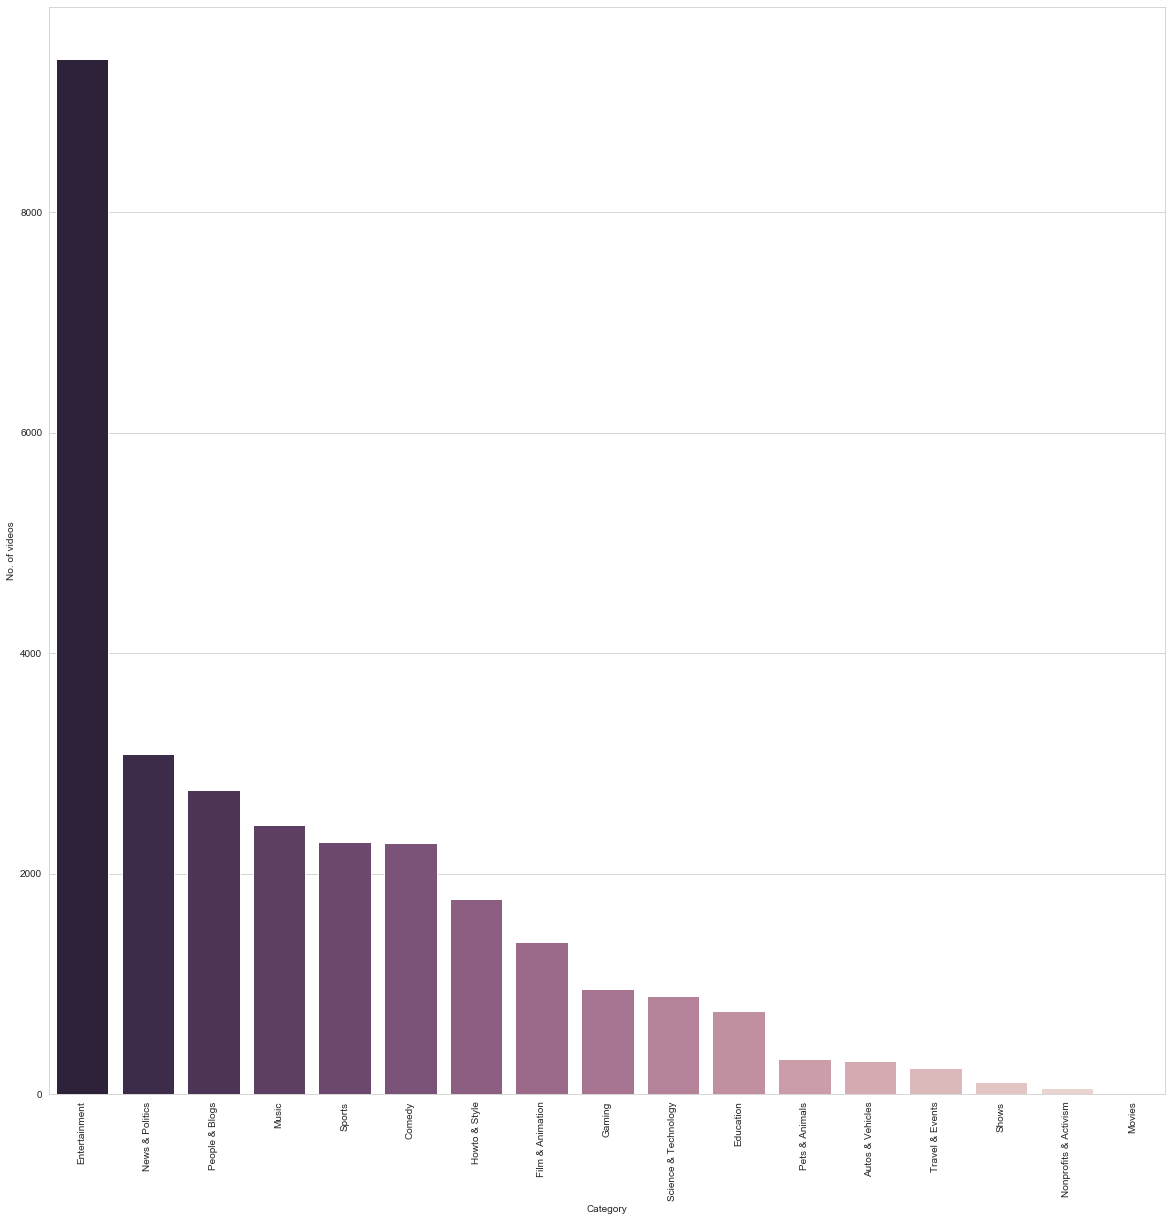 No. of videos
8000
6000
4000
2000
0
Entertainment
News & Politics
People & Blogs
Music
Sports
Comedy
Howto & Style
Film & Animation
Gaming
Science & Technology
Education
Pets & Animals
Autos & Vehicles
Travel & Events
Shows
Nonprofits & Activism
Movies
Category